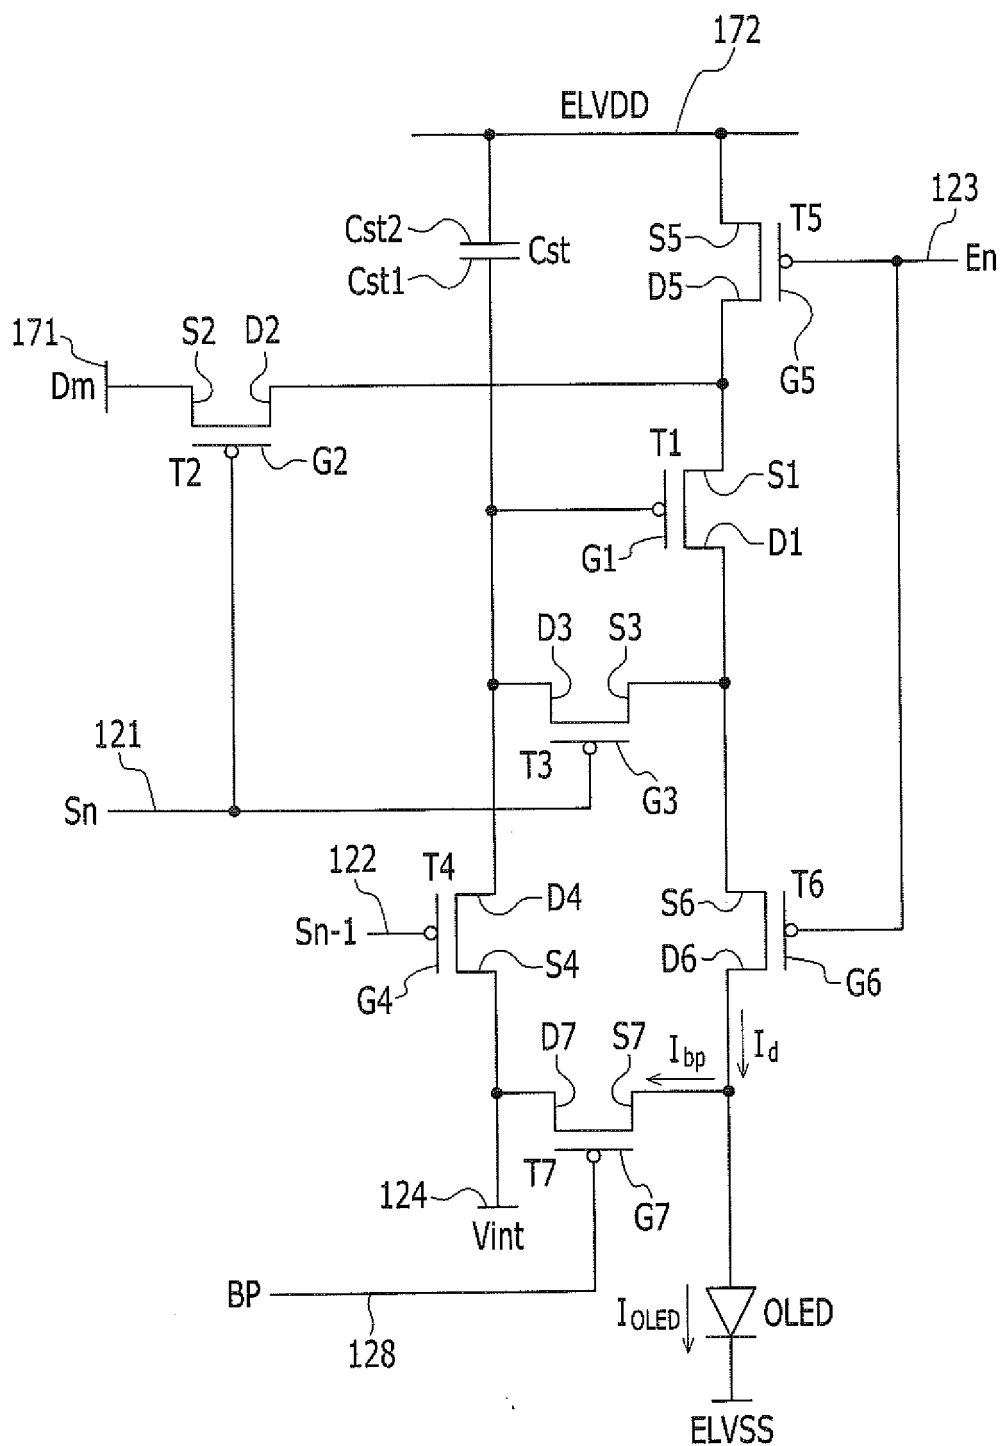 172
ELVDD
123
T5
Cst2
S5
Cst
En
Cst1
D5
171
S2
D2
Dm
G5
T1
G2
T2
S1
G1
D1
D3
S3
121
T3
G3
Sn
T4
122
D4
S6
T6
Sn-1
S4
D6
G4
G6
D7
S7
Ibp
Id
T7
124
G7
Vint
BP
IOLED
OLED
128
ELVSS